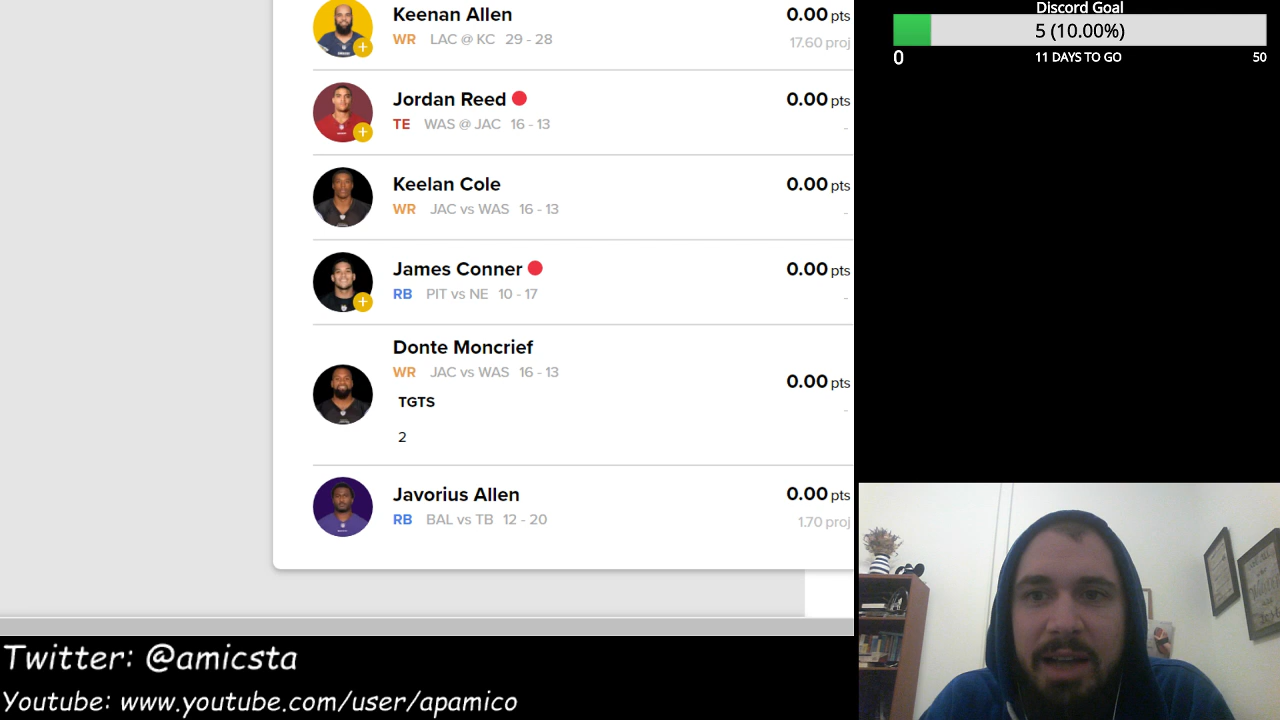 Keenan Allen
WR LAC @ KC 29 - 28
0.00 pts
17.60 proj
Jordan Reed
TE WAS @ JAC 16 - 13
0.00 pts
-
Keelan Cole
WR JAC vs WAS 16 - 13
0.00 pts
-
James Conner
RB PIT vs NE 10 - 17
0.00 pts
-
Donte Moncrief
WR JAC vs WAS 16 - 13
TGTS
2
0.00 pts
-
Javorius Allen
RB BAL vs TB 12 - 20
0.00 pts
1.70 proj
Discord Goal
5 (10.00%)
0 11 DAYS TO GO 50
Twitter: @amicsta
Youtube: www.youtube.com/user/apamico